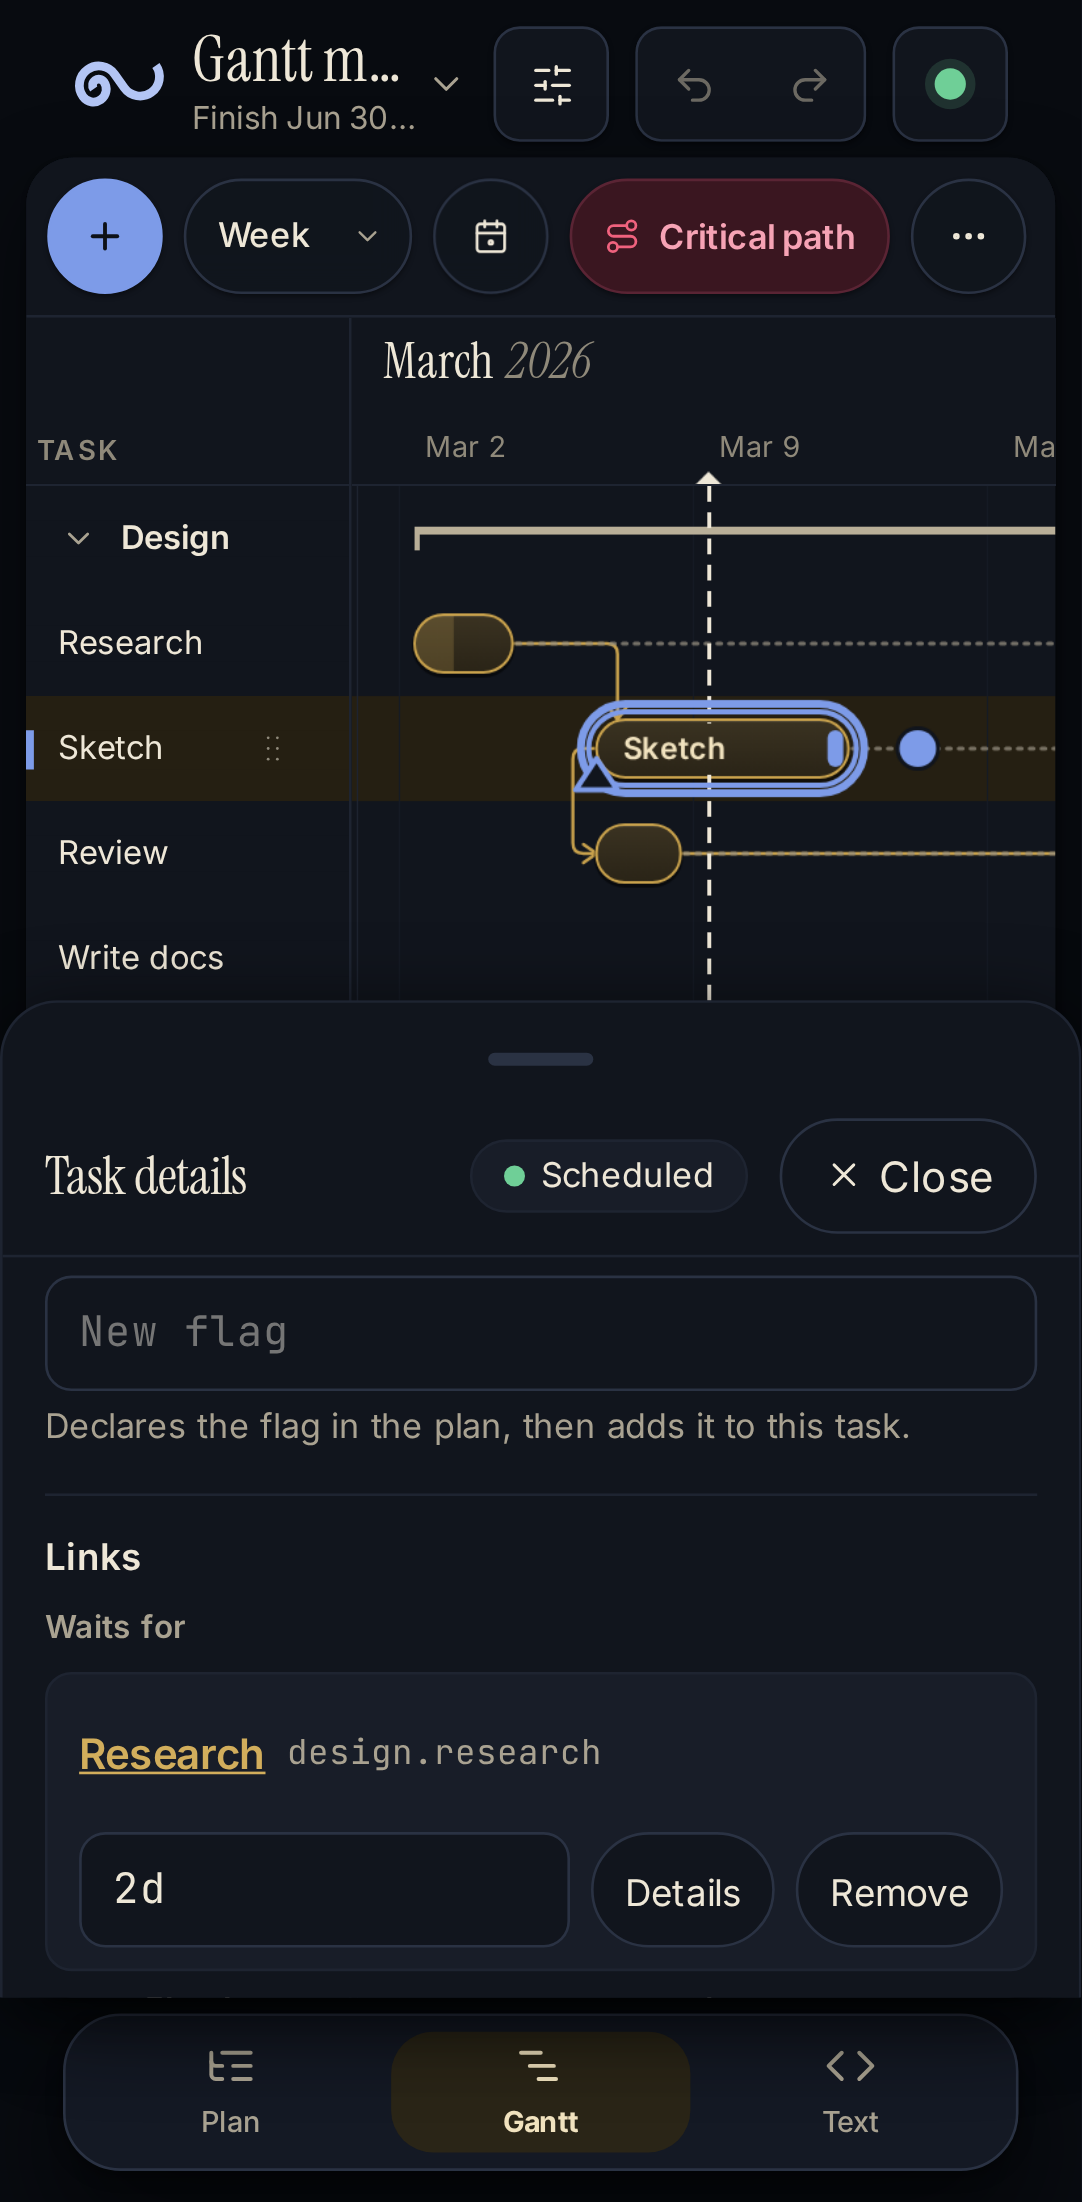 Gantt m...
Finish Jun 30...
Week
Critical path
March 2026
TASK
Mar 2
Mar 9
Ma
Design
Research
Sketch
Sketch
Review
Write docs
Task details
Scheduled
Close
New flag
Declares the flag in the plan, then adds it to this task.
Links
Waits for
Research design.research
2d
Details
Remove
Plan
Gantt
Text